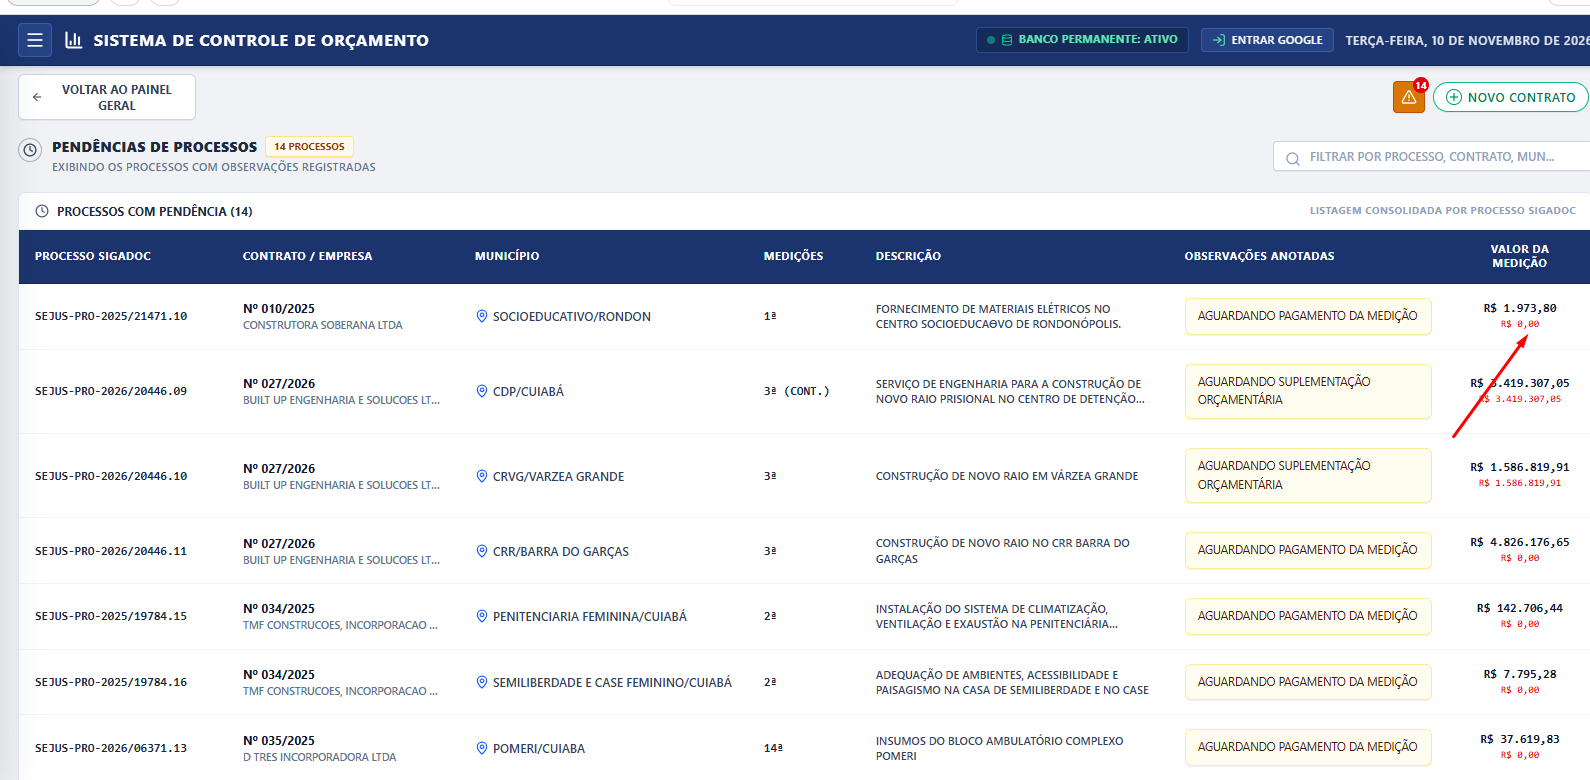 SISTEMA DE CONTROLE DE ORÇAMENTO
BANCO PERMANENTE: ATIVO
ENTRAR GOOGLE
TERÇA-FEIRA, 10 DE NOVEMBRO DE 2026
VOLTAR AO PAINEL
GERAL
14
NOVO CONTRATO
PENDÊNCIAS DE PROCESSOS
14 PROCESSOS
EXIBINDO OS PROCESSOS COM OBSERVAÇÕES REGISTRADAS
FILTRAR POR PROCESSO, CONTRATO, MUN...
PROCESSOS COM PENDÊNCIA (14)
LISTAGEM CONSOLIDADA POR PROCESSO SIGADOC
PROCESSO SIGADOC
CONTRATO / EMPRESA
MUNICÍPIO
MEDIÇÕES
DESCRIÇÃO
OBSERVAÇÕES ANOTADAS
VALOR DA
MEDIÇÃO
SEJUS-PRO-2025/21471.10
Nº 010/2025
CONSTRUTORA SOBERANA LTDA
SOCIOEDUCATIVO/RONDON
1ª
FORNECIMENTO DE MATERIAIS ELÉTRICOS NO
CENTRO SOCIOEDUCAƟVO DE RONDONÓPOLIS.
AGUARDANDO PAGAMENTO DA MEDIÇÃO
R$ 1.973,80
R$ 0,00
SEJUS-PRO-2026/20446.09
Nº 027/2026
BUILT UP ENGENHARIA E SOLUCOES LT...
CDP/CUIABÁ
3ª (CONT.)
SERVIÇO DE ENGENHARIA PARA A CONSTRUÇÃO DE
NOVO RAIO PRISIONAL NO CENTRO DE DETENÇÃO...
AGUARDANDO SUPLEMENTAÇÃO
ORÇAMENTÁRIA
R$ 3.419.307,05
R$ 3.419.307,05
SEJUS-PRO-2026/20446.10
Nº 027/2026
BUILT UP ENGENHARIA E SOLUCOES LT...
CRVG/VARZEA GRANDE
3ª
CONSTRUÇÃO DE NOVO RAIO EM VÁRZEA GRANDE
AGUARDANDO SUPLEMENTAÇÃO
ORÇAMENTÁRIA
R$ 1.586.819,91
R$ 1.586.819,91
SEJUS-PRO-2026/20446.11
Nº 027/2026
BUILT UP ENGENHARIA E SOLUCOES LT...
CRR/BARRA DO GARÇAS
3ª
CONSTRUÇÃO DE NOVO RAIO NO CRR BARRA DO
GARÇAS
AGUARDANDO PAGAMENTO DA MEDIÇÃO
R$ 4.826.176,65
R$ 0,00
SEJUS-PRO-2025/19784.15
Nº 034/2025
TMF CONSTRUCOES, INCORPORACAO ...
PENITENCIARIA FEMININA/CUIABÁ
2ª
INSTALAÇÃO DO SISTEMA DE CLIMATIZAÇÃO,
VENTILAÇÃO E EXAUSTÃO NA PENITENCIÁRIA...
AGUARDANDO PAGAMENTO DA MEDIÇÃO
R$ 142.706,44
R$ 0,00
SEJUS-PRO-2025/19784.16
Nº 034/2025
TMF CONSTRUCOES, INCORPORACAO ...
SEMILIBERDADE E CASE FEMININO/CUIABÁ
2ª
ADEQUAÇÃO DE AMBIENTES, ACESSIBILIDADE E
PAISAGISMO NA CASA DE SEMILIBERDADE E NO CASE
AGUARDANDO PAGAMENTO DA MEDIÇÃO
R$ 7.795,28
R$ 0,00
SEJUS-PRO-2026/06371.13
Nº 035/2025
D TRES INCORPORADORA LTDA
POMERI/CUIABA
14ª
INSUMOS DO BLOCO AMBULATÓRIO COMPLEXO
POMERI
AGUARDANDO PAGAMENTO DA MEDIÇÃO
R$ 37.619,83
R$ 0,00